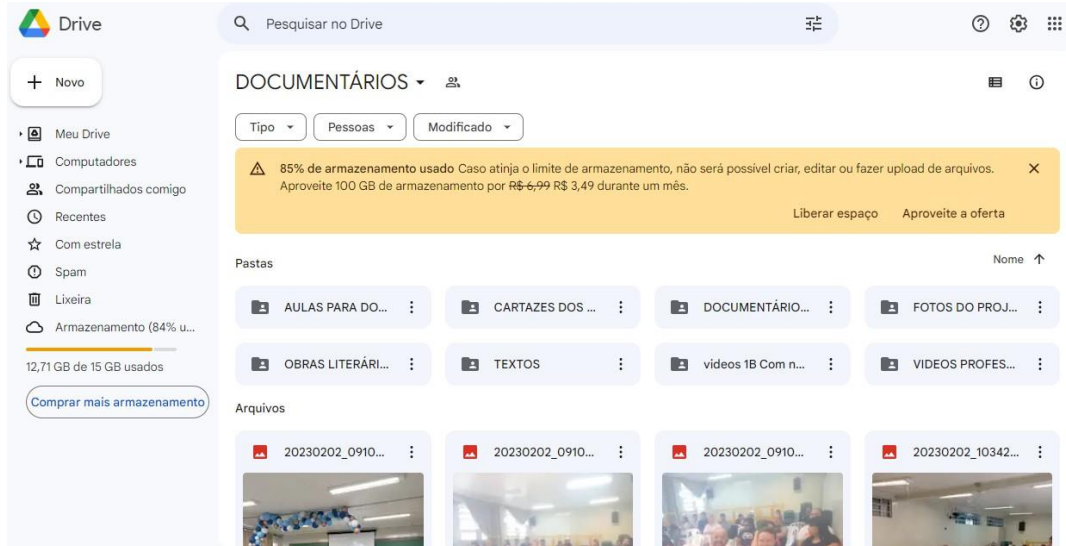 Drive
Pesquisar no Drive
Novo
Meu Drive
Computadores
Compartilhados comigo
Recentes
Com estrela
Spam
Lixeira
Armazenamento (84% u...
12,71 GB de 15 GB usados
Comprar mais armazenamento
DOCUMENTÁRIOS
Tipo Pessoas Modificado
85% de armazenamento usado Caso atinja o limite de armazenamento, não será possível criar, editar ou fazer upload de arquivos.
Aproveite 100 GB de armazenamento por R$ 6,99 R$ 3,49 durante um mês.
Liberar espaço Aproveite a oferta
Pastas Nome
AULAS PARA DO... CARTAZES DOS ... DOCUMENTÁRIO... FOTOS DO PROJ...
OBRAS LITERÁRI... TEXTOS videos 1B Com n... VIDEOS PROFES...
Arquivos
20230202_0910... 20230202_0910... 20230202_0910... 20230202_10342...